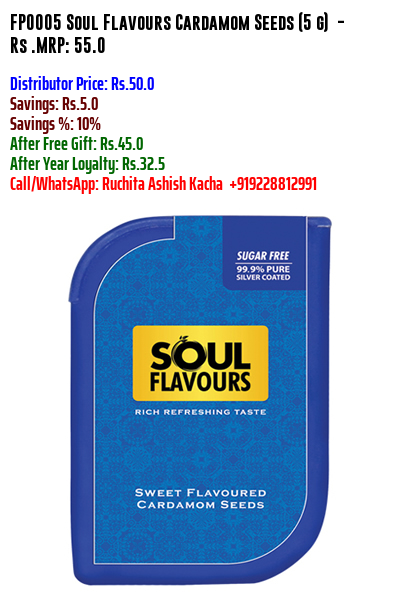 FP0005 Soul Flavours Cardamom Seeds (5 g) -
Rs .MRP: 55.0
Distributor Price: Rs.50.0
Savings: Rs.5.0
Savings %: 10%
After Free Gift: Rs.45.0
After Year Loyalty: Rs.32.5
Call/WhatsApp: Ruchita Ashish Kacha +919228812991
SUGAR FREE
99.9% PURE
SILVER COATED
SOUL
FLAVOURS
RICH REFRESHING TASTE
SWEET FLAVOURED
CARDAMOM SEEDS